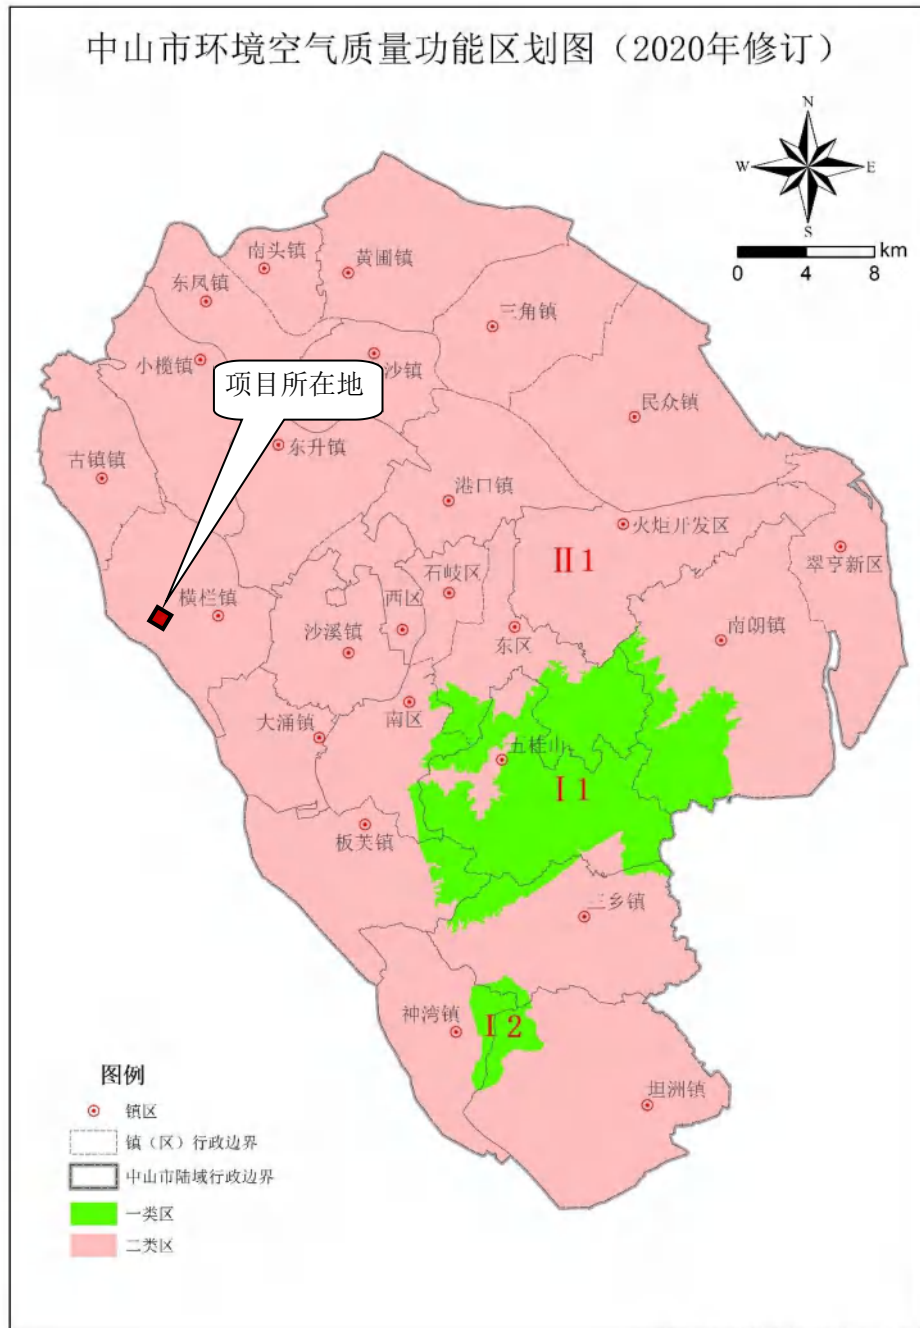 中山市环境空气质量功能区划图（2020年修订）
N
W
E
S
km
0 4 8
南头镇
黄圃镇
东凤镇
三角镇
小榄镇
沙镇
项目所在地
民众镇
东升镇
古镇镇
港口镇
火炬开发区
翠亨新区
II 1
石岐区
西区
横栏镇
沙溪镇
东区
南朗镇
南区
大涌镇
五桂山
I 1
板芙镇
三乡镇
神湾镇
I 2
坦洲镇
图例
镇区
镇（区）行政边界
中山市陆域行政边界
一类区
二类区